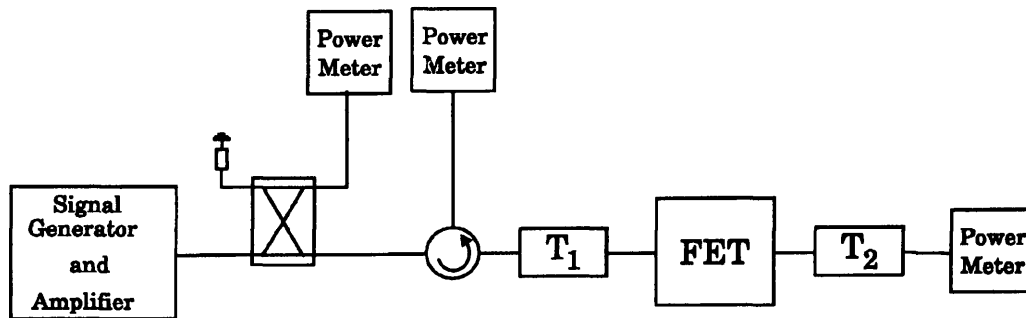 Power
Meter
Power
Meter
Signal
Generator
and
Amplifier
T1
FET
T2
Power
Meter